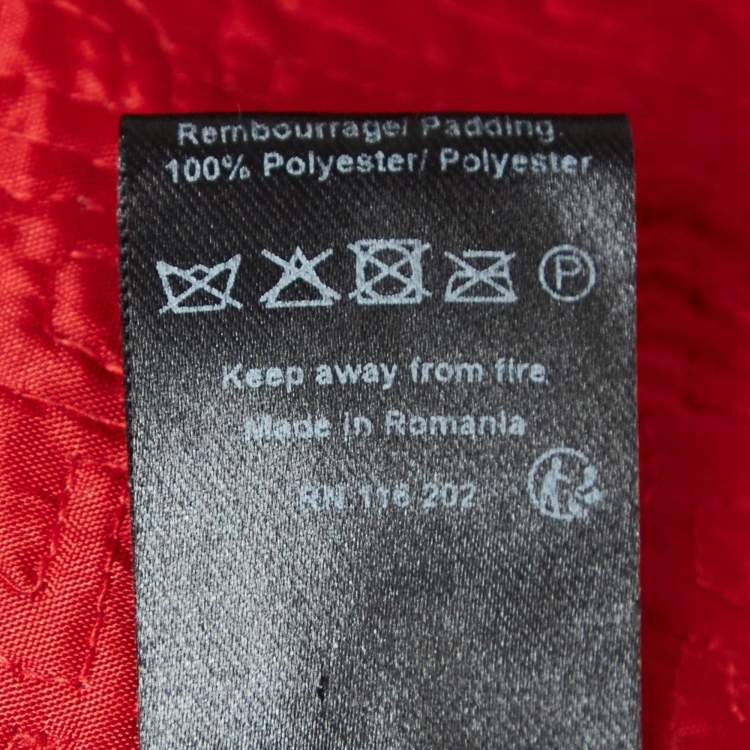 Rembourrage/ Padding
100% Polyester/ Polyester
P
Keep away from fire
Made in Romania
RN 116 202